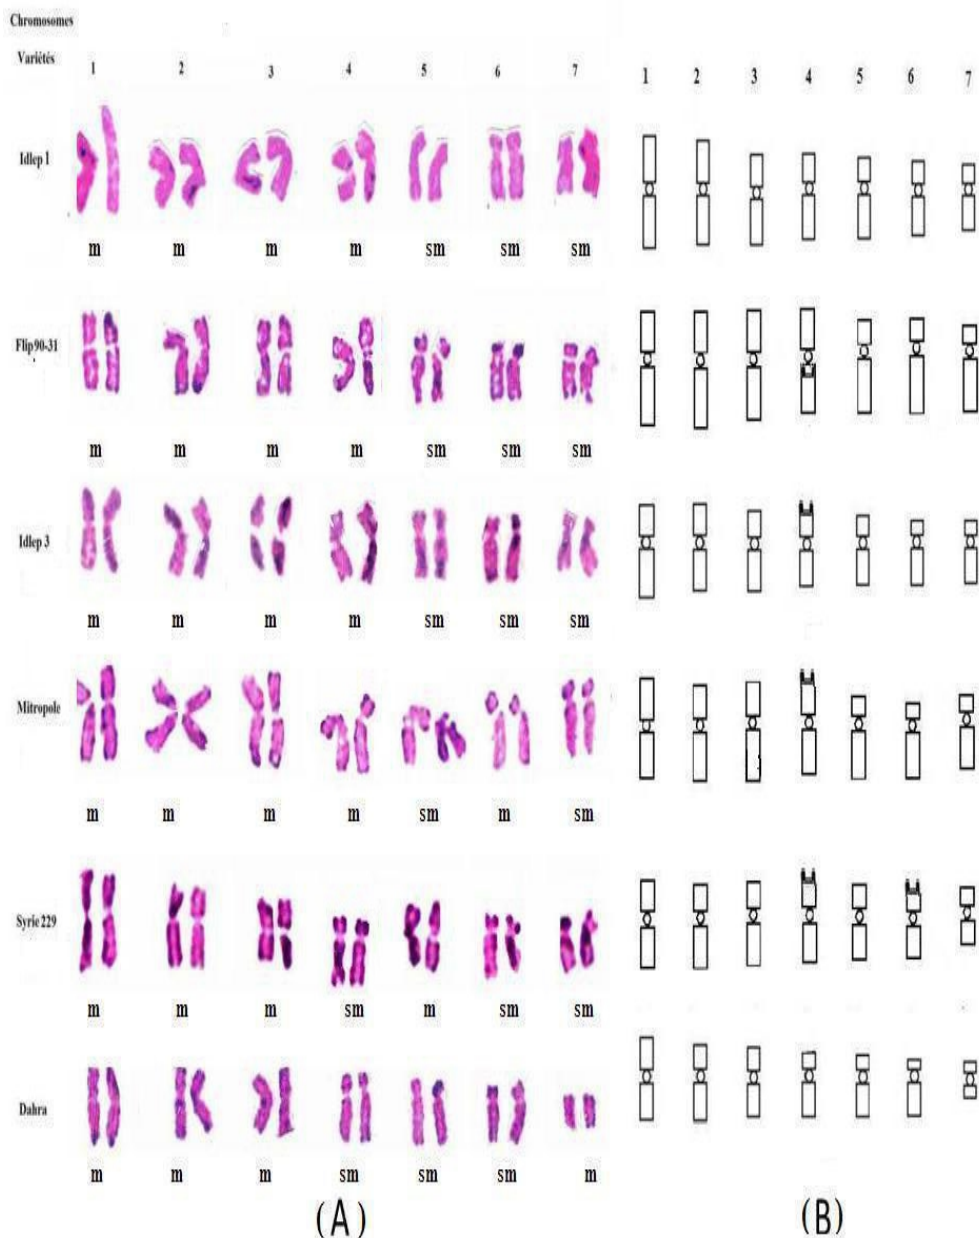 Chromosomes
Variétés 1 2 3 4 5 6 7 1 2 3 4 5 6 7
Idlep 1
m m m m sm sm sm
Flip 90-31
m m m m sm sm sm
Idlep 3
m m m m sm sm sm
Mitropole
m m m m sm m sm
Syrie 229
m m m sm m sm sm
Dahra
m m m sm sm sm m
(A) (B)